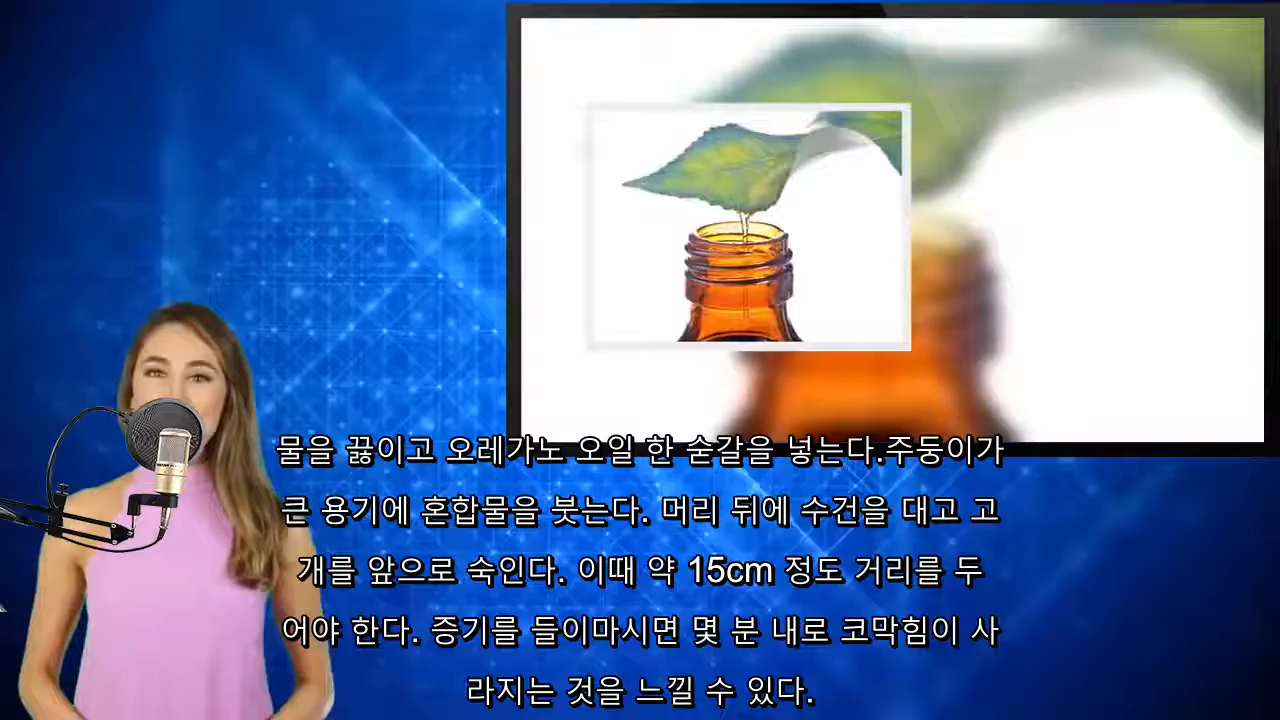 물을 끓이고 오레가노 오일 한 숟갈을 넣는다.주둥이가
큰 용기에 혼합물을 붓는다. 머리 뒤에 수건을 대고 고
개를 앞으로 숙인다. 이때 약 15cm 정도 거리를 두
어야 한다. 증기를 들이마시면 몇 분 내로 코막힘이 사
라지는 것을 느낄 수 있다.